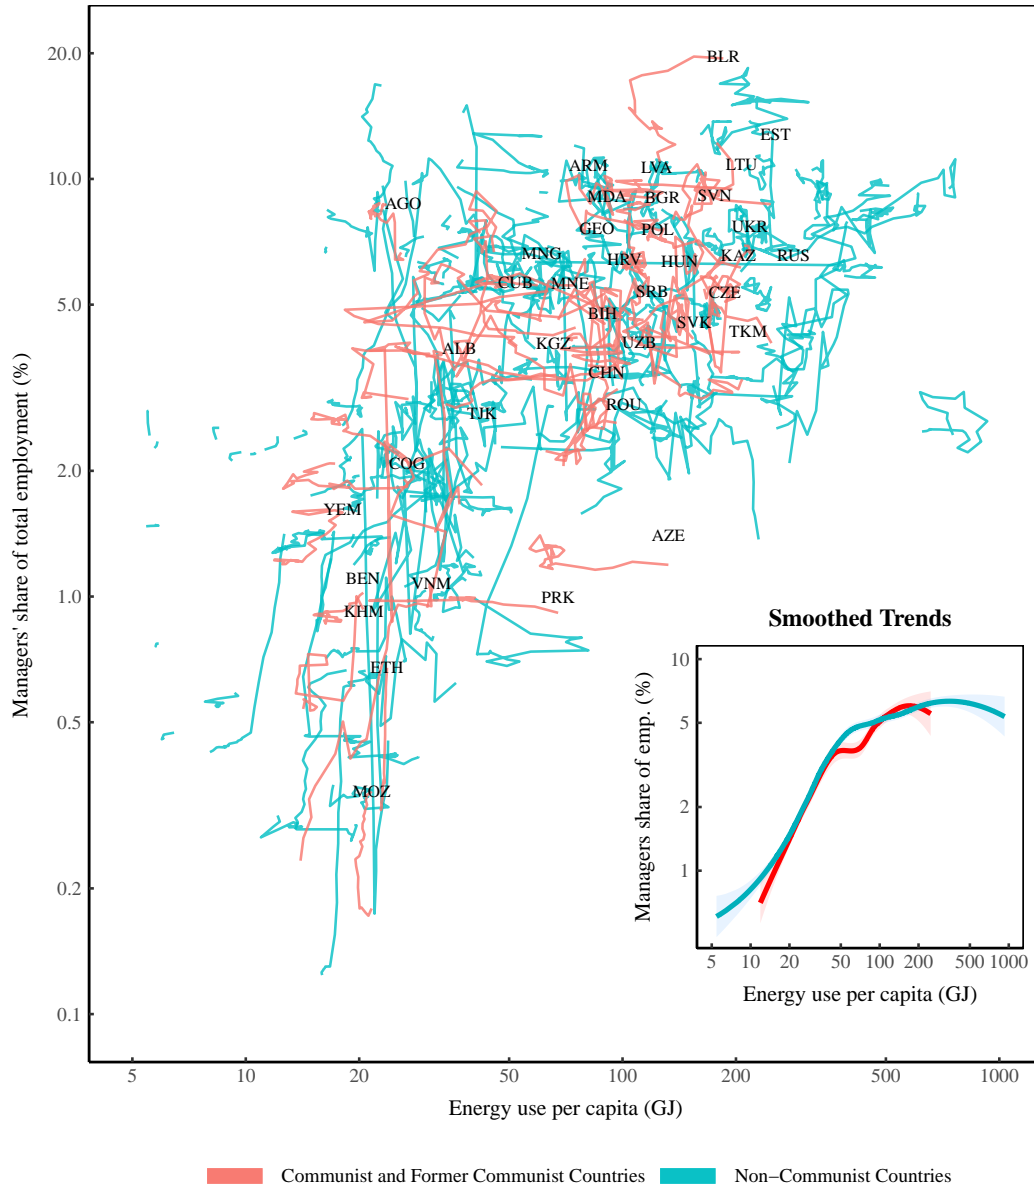 20.0
10.0
5.0
2.0
1.0
0.5
0.2
0.1
Managers' share of total employment (%)
BLR
EST
ARM
LVA
LTU
AGO
MDA
BGR
SVN
GEO
POL
UKR
MNG
HRV
HUN
KAZ
RUS
CUB
MNE
SRB
CZE
BIH
SVK
TKM
ALB
KGZ
UZB
CHN
TJK
ROU
COG
YEM
AZE
BEN
VNM
KHM
PRK
ETH
MOZ
Smoothed Trends
10
5
2
1
Managers share of emp. (%)
5 10 20 50 100 200 500 1000
Energy use per capita (GJ)
5 10 20 50 100 200 500 1000
Energy use per capita (GJ)
Communist and Former Communist Countries Non−Communist Countries